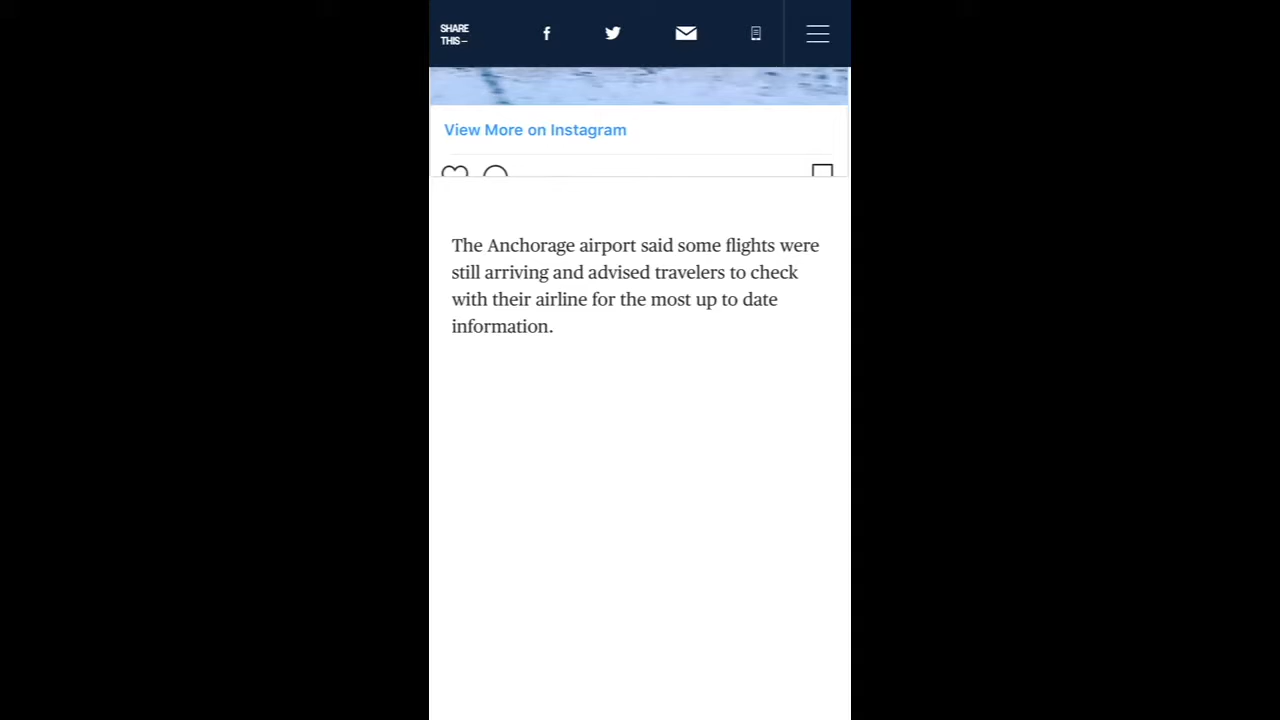 SHARE
THIS –
View More on Instagram
The Anchorage airport said some flights were
still arriving and advised travelers to check
with their airline for the most up to date
information.